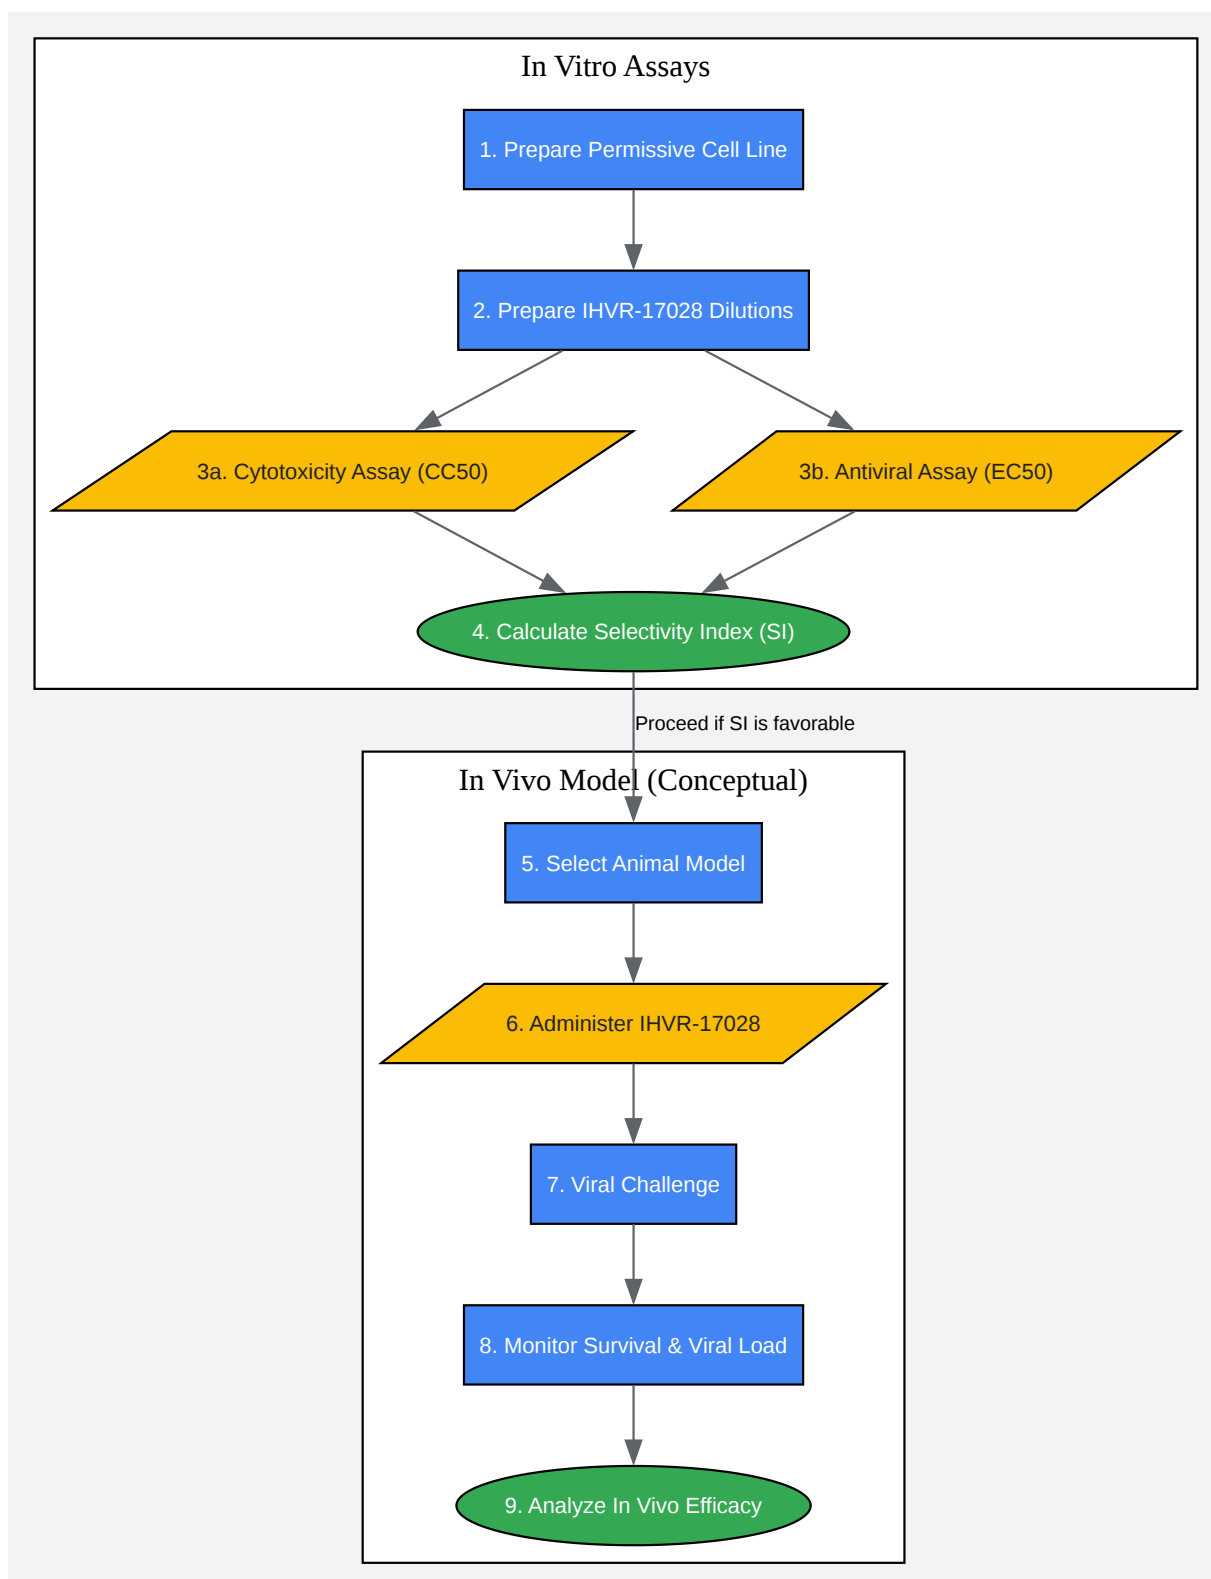 In Vitro Assays
1. Prepare Permissive Cell Line
2. Prepare IHVR-17028 Dilutions
3a. Cytotoxicity Assay (CC50)
3b. Antiviral Assay (EC50)
4. Calculate Selectivity Index (SI)
Proceed if SI is favorable
In Vivo Model (Conceptual)
5. Select Animal Model
6. Administer IHVR-17028
7. Viral Challenge
8. Monitor Survival & Viral Load
9. Analyze In Vivo Efficacy